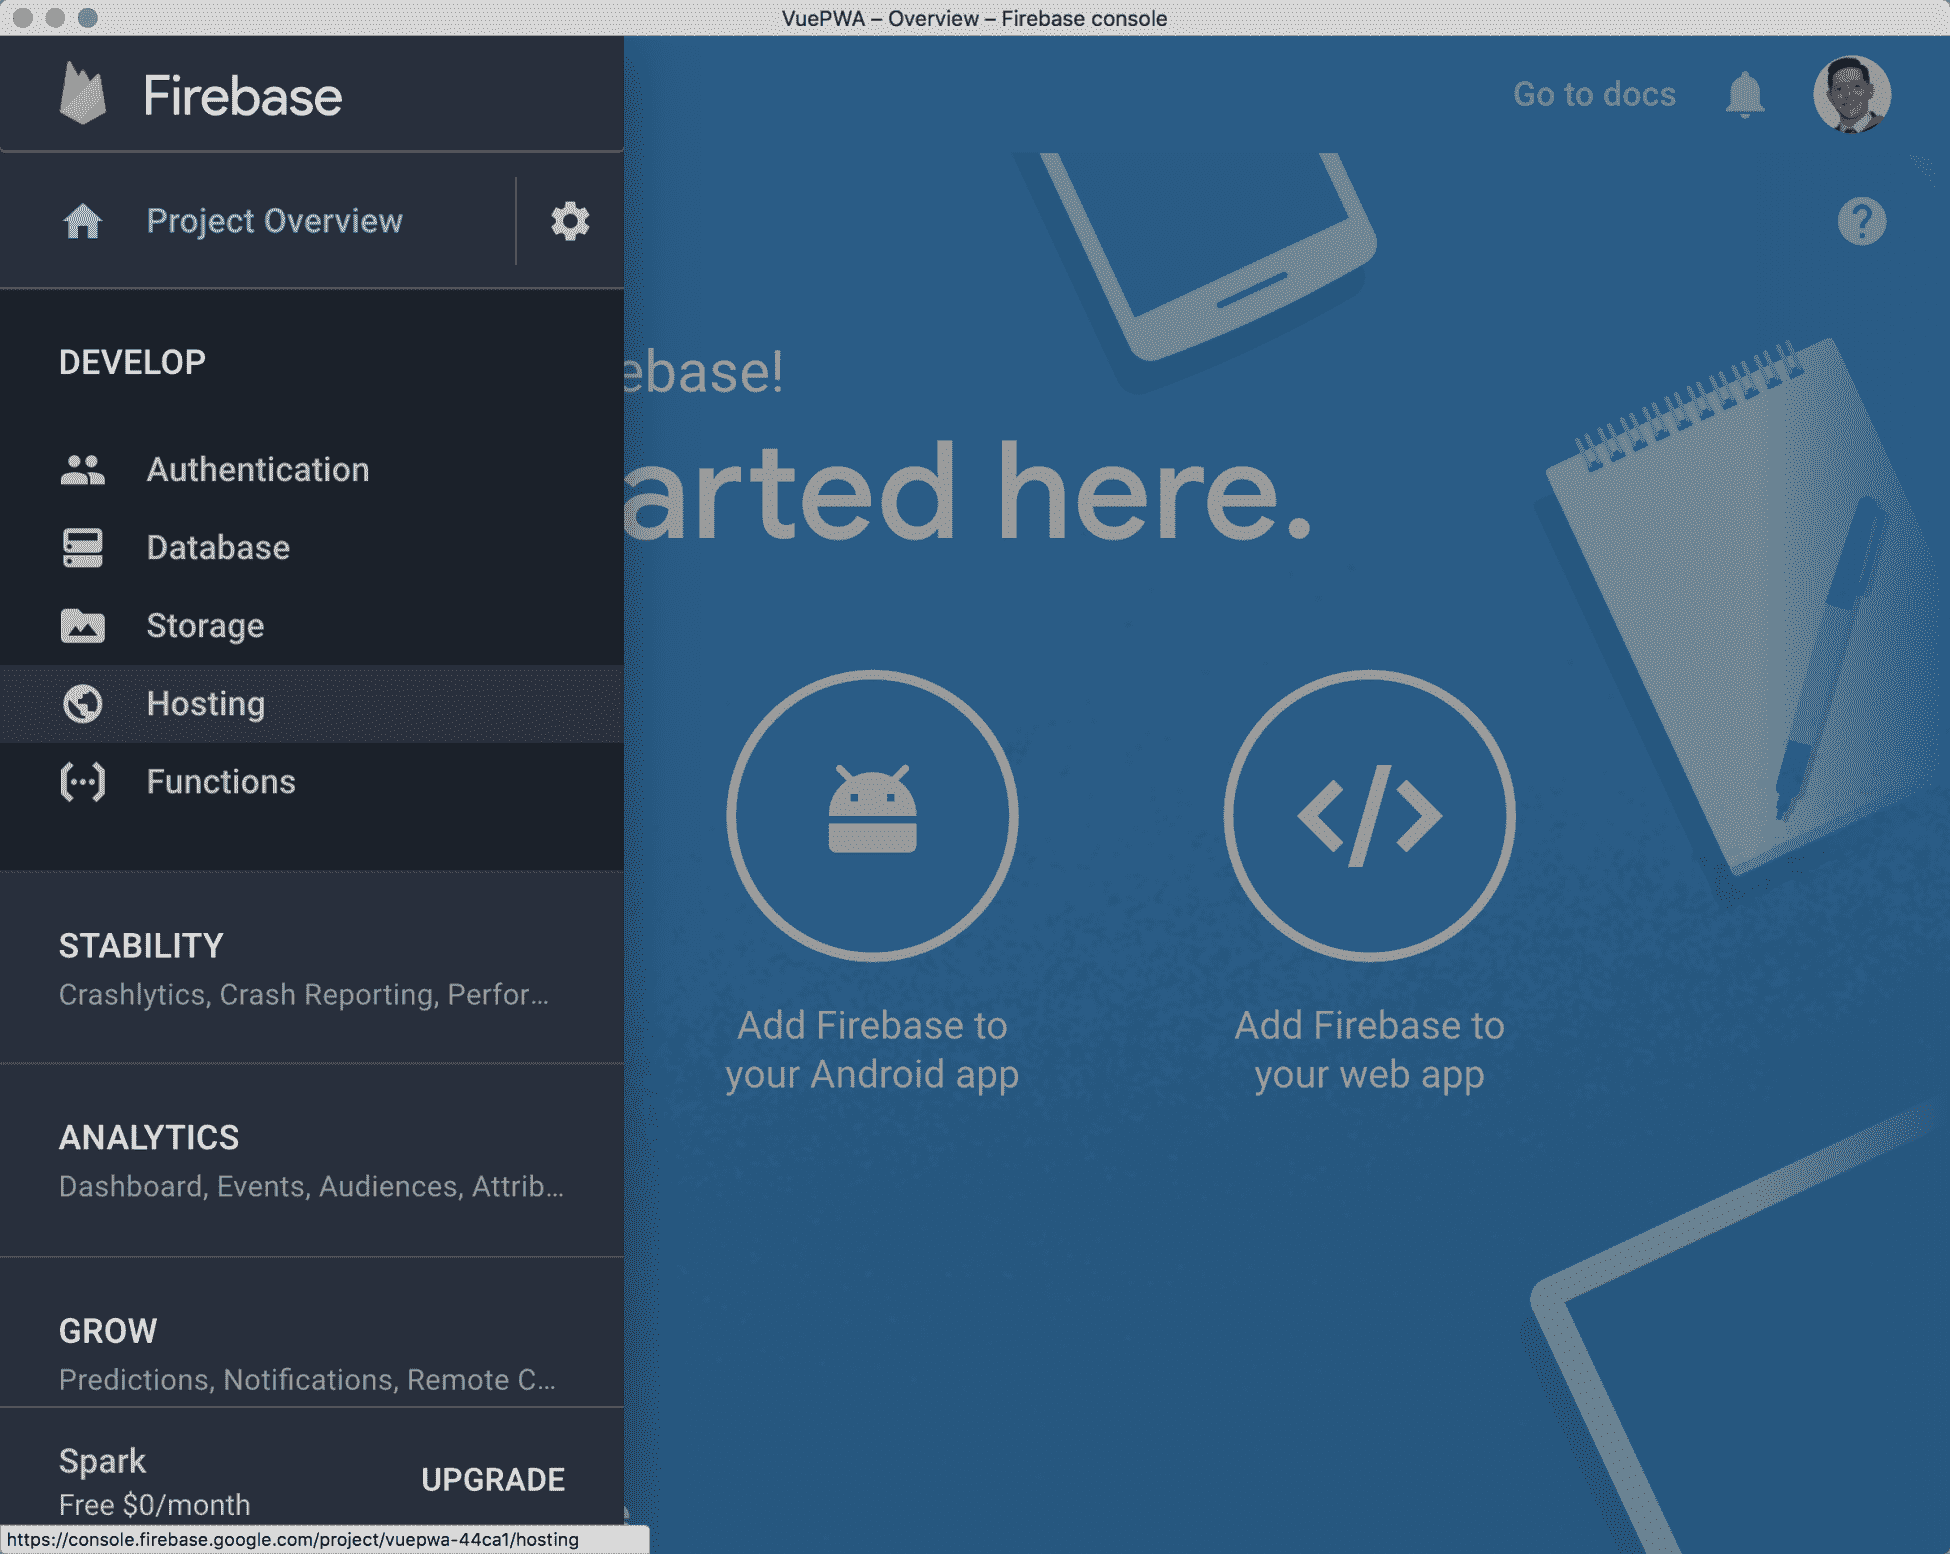 VuePWA – Overview – Firebase console
Firebase
Go to docs
Project Overview
DEVELOP
ebase!
Authentication
arted here.
Database
Storage
Hosting
Functions
STABILITY
Crashlytics, Crash Reporting, Perfor...
Add Firebase to
your Android app
Add Firebase to
your web app
ANALYTICS
Dashboard, Events, Audiences, Attrib...
GROW
Predictions, Notifications, Remote C...
Spark
Free $0/month
UPGRADE
https://console.firebase.google.com/project/vuepwa-44ca1/hosting